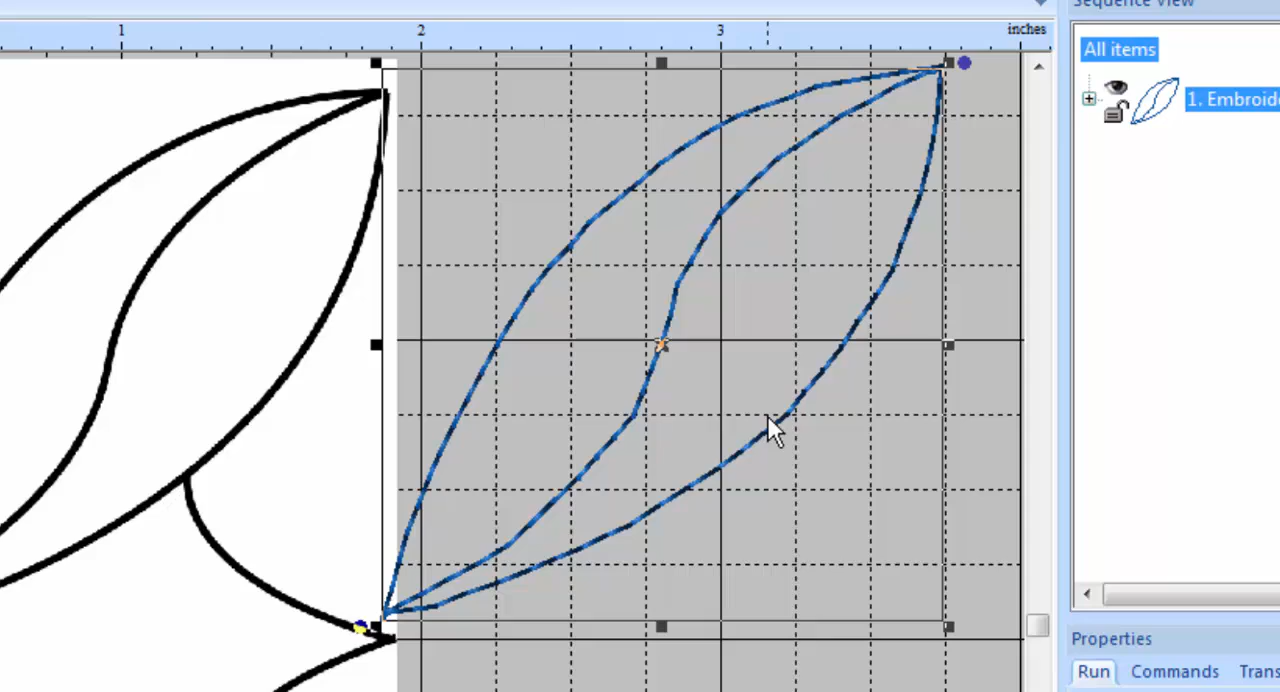 Sequence View
1 2 3 inches
All items
1. Embroide
Properties
Run Commands Trans